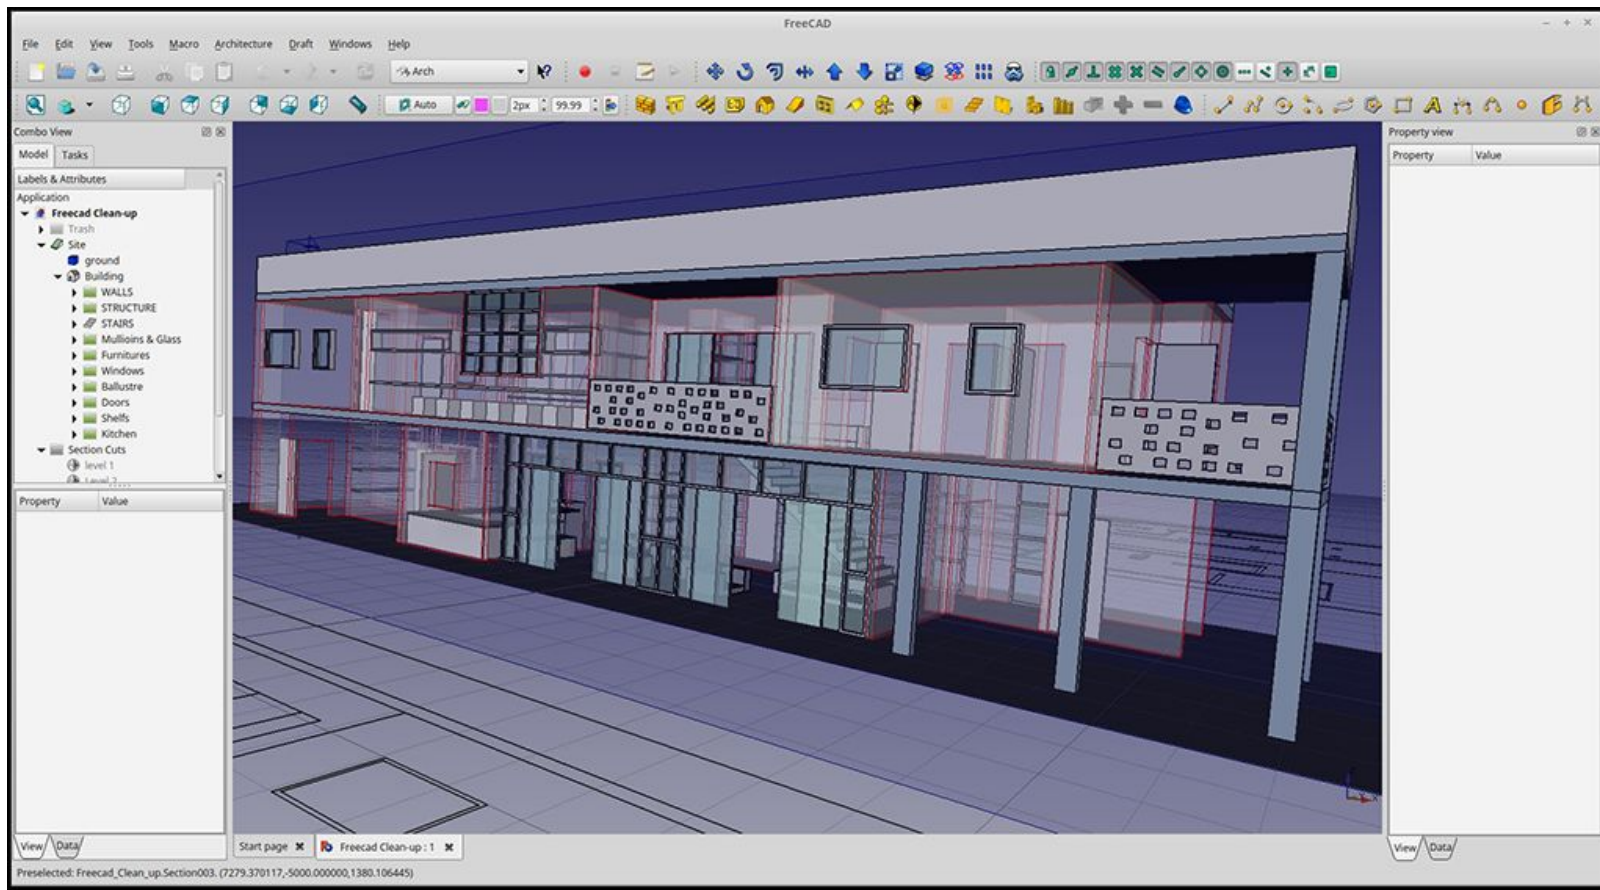 FreeCAD
File Edit View Tools Macro Architecture Draft Windows Help
Arch
Auto 2px 99.99
Combo View
Model Tasks
Labels & Attributes
Application
Freecad Clean-up
Trash
Site
ground
Building
WALLS
STRUCTURE
STAIRS
Mullioins & Glass
Furnitures
Windows
Ballustre
Doors
Shelfs
Kitchen
Section Cuts
level 1
Level 2
Property Value
View Data
Property view
Property Value
View Data
Start page Freecad Clean-up : 1
Preselected: Freecad_Clean_up.Section003. (7279.370117,-5000.000000,1380.106445)